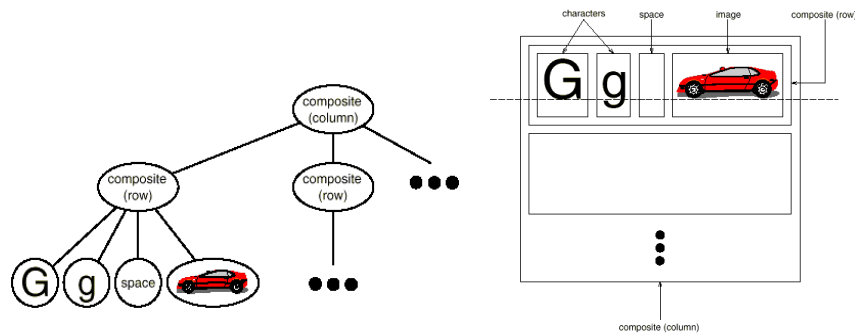 composite
(column)
composite
(row)
composite
(row)
G
g
space
characters
space
image
composite (row)
G
g
composite (column)